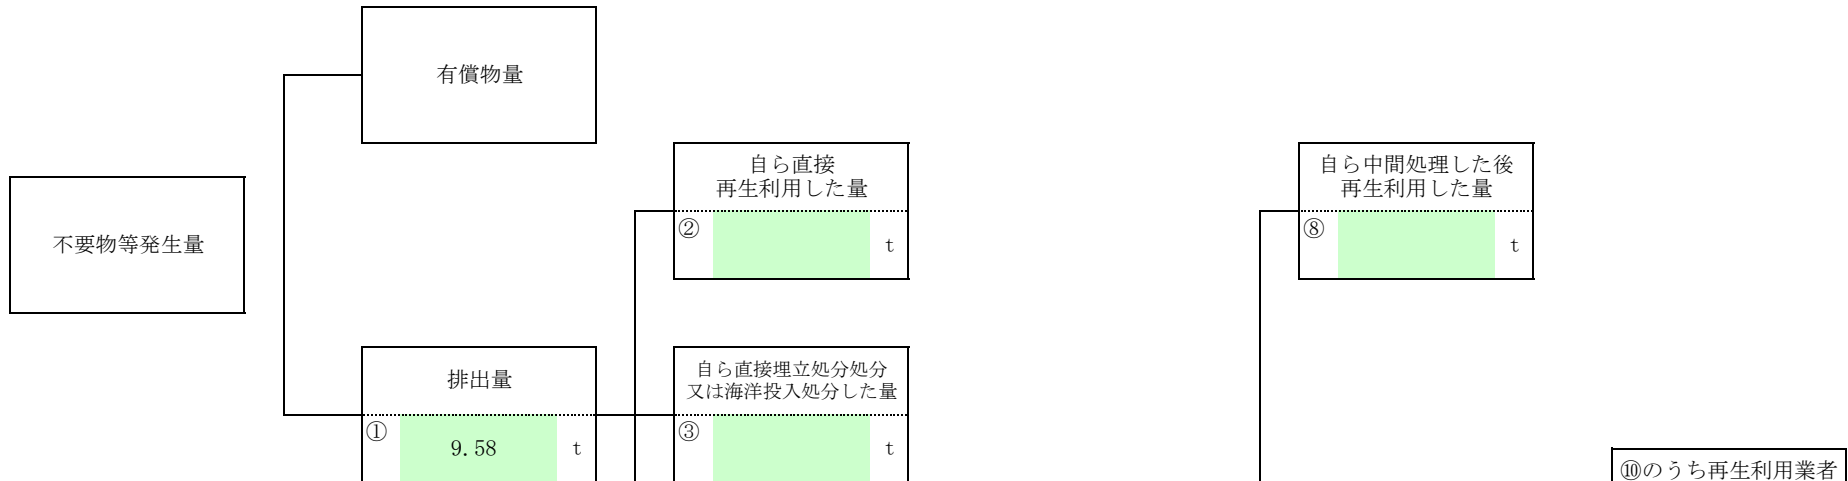 有償物量
自ら直接
再生利用した量
②
t
自ら中間処理した後
再生利用した量
⑧
t
不要物等発生量
排出量
①
9.58
t
自ら直接埋立処分処分
又は海洋投入処分した量
③
t
⑩のうち再生利用業者